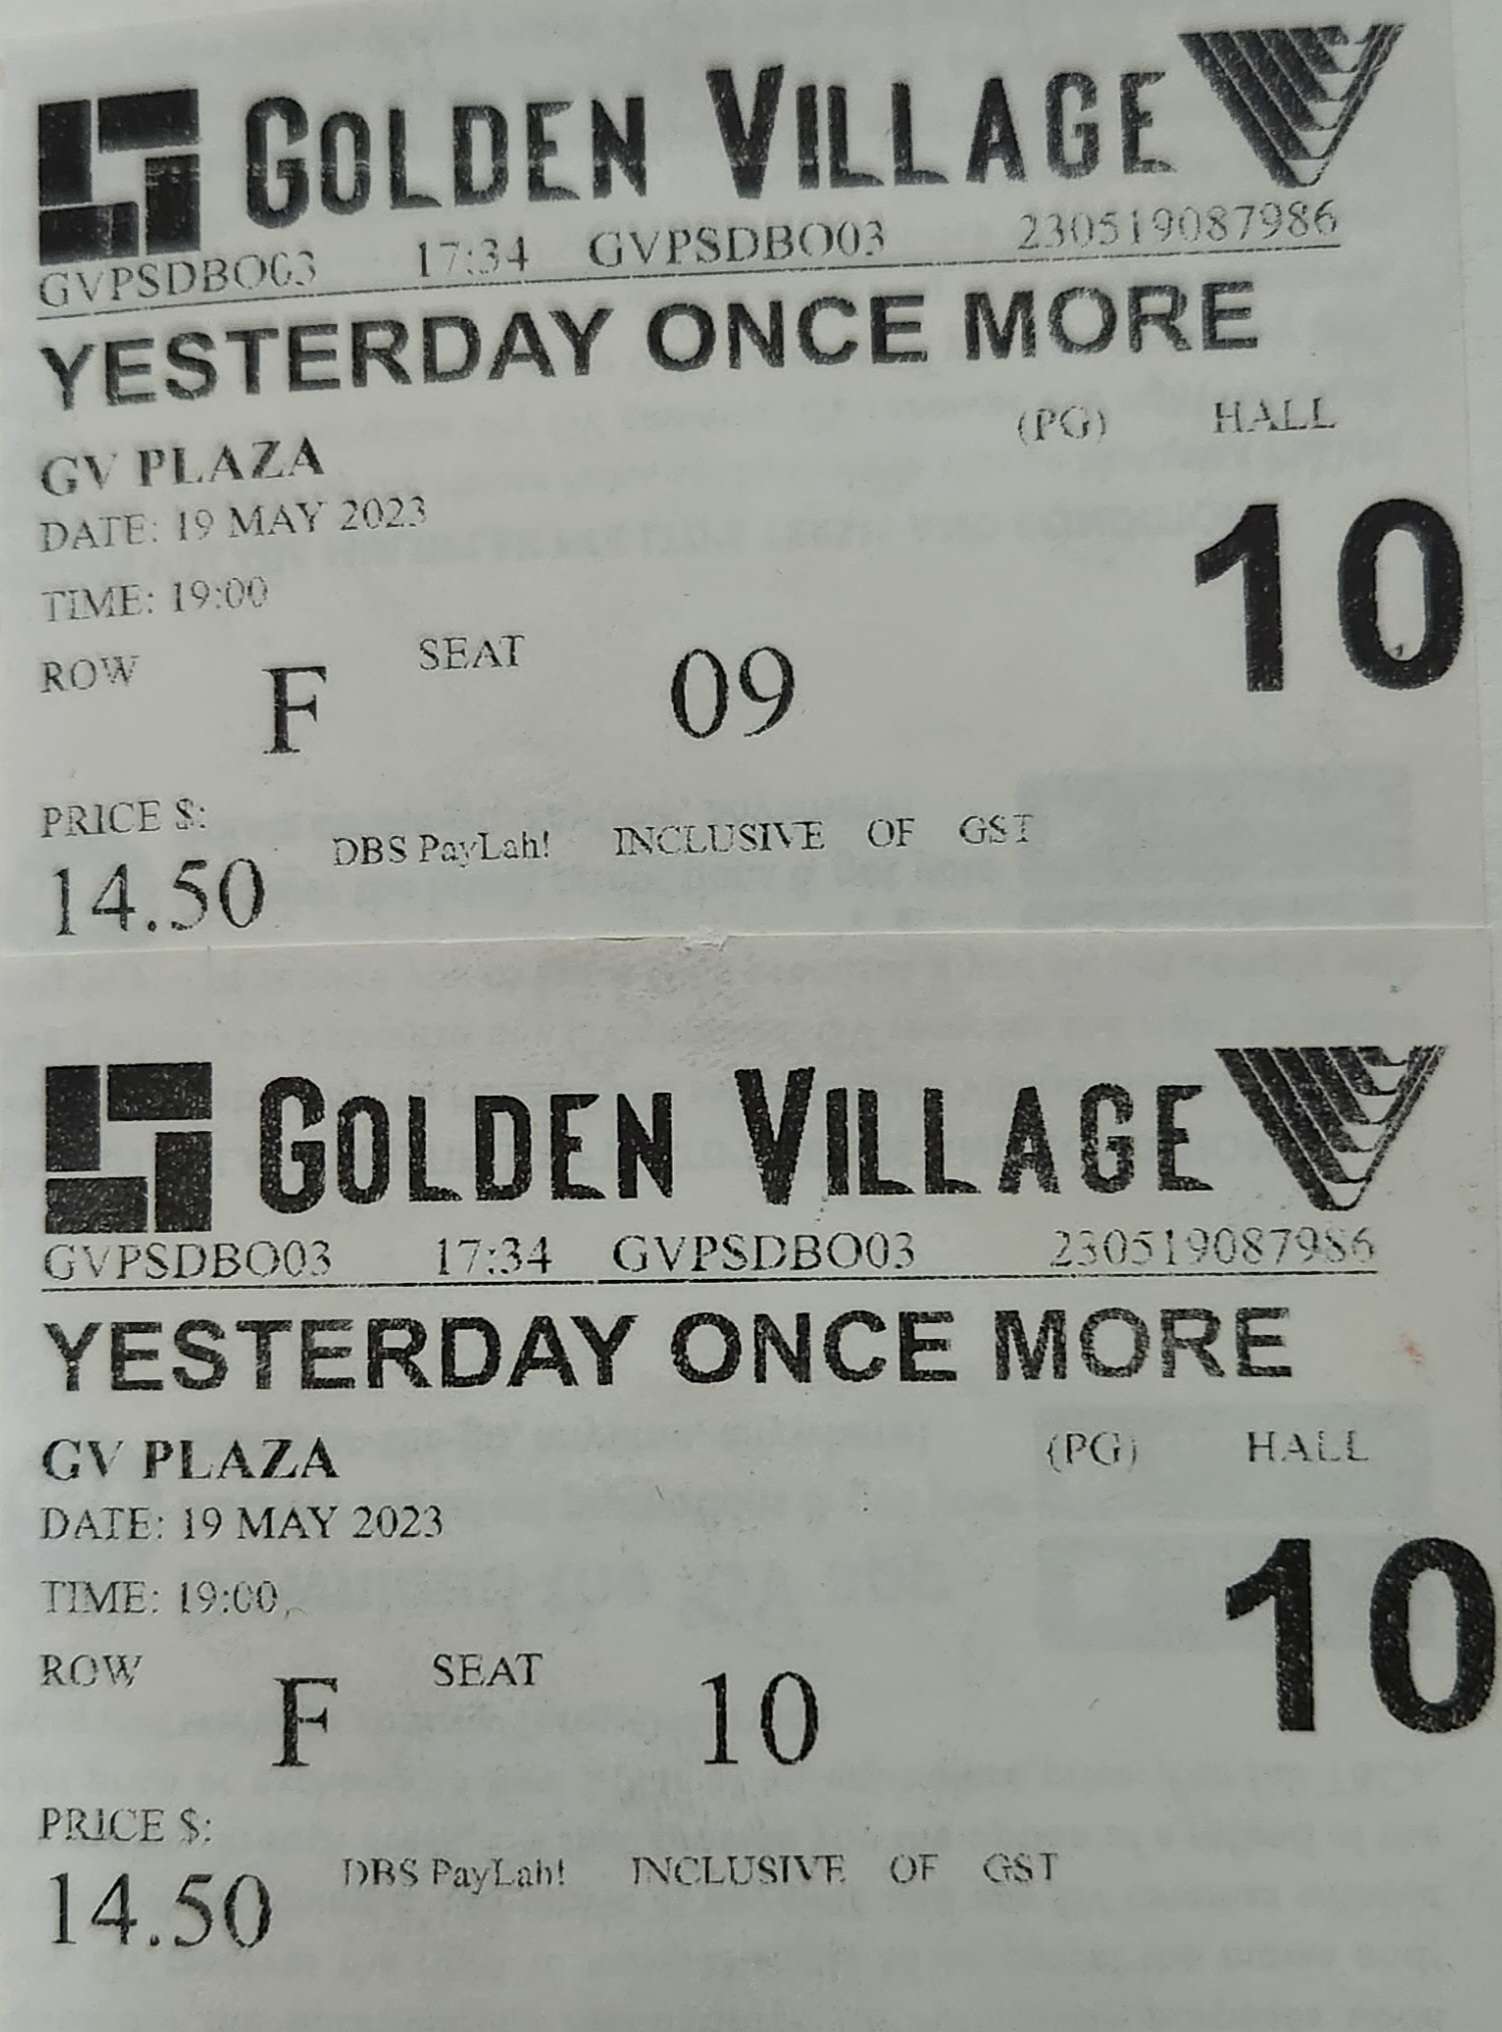 GOLDEN VILLAGE
GVPSDBO03 17:34 GVPSDBO03 230519087986
YESTERDAY ONCE MORE
(PG) HALL
GV PLAZA
DATE: 19 MAY 2023
10
TIME: 19:00
ROW F SEAT 09
PRICE $:
14.50 DBS PayLah! INCLUSIVE OF GST
GOLDEN VILLAGE
GVPSDBO03 17:34 GVPSDBO03 230519087986
YESTERDAY ONCE MORE
GV PLAZA (PG) HALL
DATE: 19 MAY 2023
10
TIME: 19:00
ROW F SEAT 10
PRICE $:
14.50 DBS PayLah! INCLUSIVE OF GST